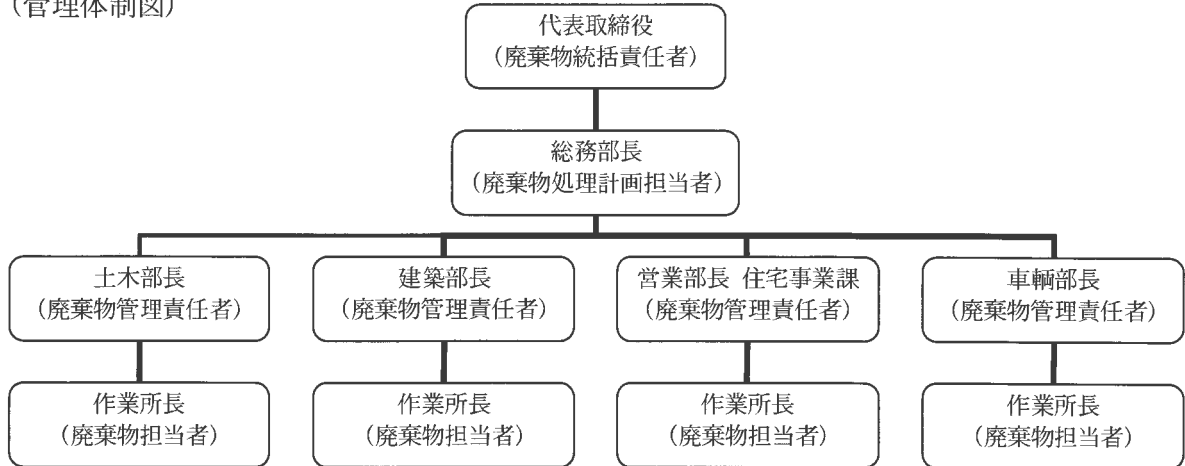 (管理体制図)
代表取締役
(廃棄物統括責任者)
総務部長
(廃棄物処理計画担当者)
土木部長
(廃棄物管理責任者)
建築部長
(廃棄物管理責任者)
営業部長 住宅事業課
(廃棄物管理責任者)
車輌部長
(廃棄物管理責任者)
作業所長
(廃棄物担当者)
作業所長
(廃棄物担当者)
作業所長
(廃棄物担当者)
作業所長
(廃棄物担当者)